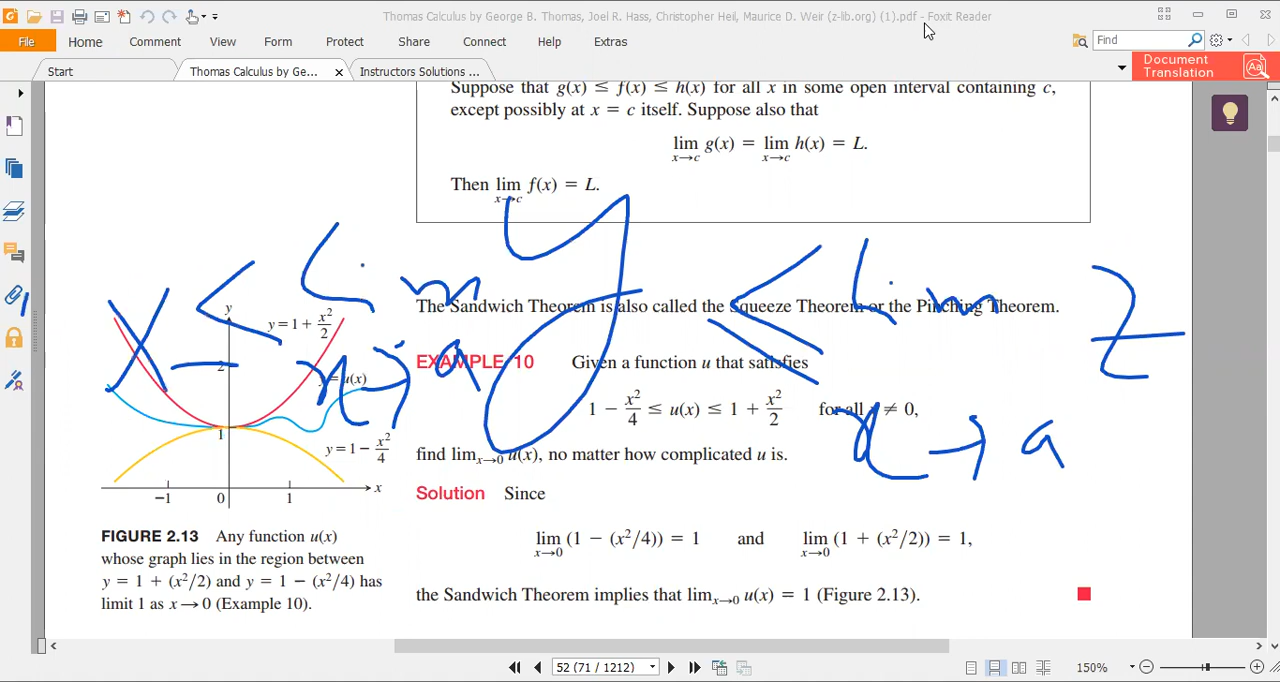 Thomas Calculus by George B. Thomas, Joel R. Hass, Christopher Heil, Maurice D. Weir (z-lib.org) (1).pdf - Foxit Reader
File Home Comment View Form Protect Share Connect Help Extras
Find
Start
Thomas Calculus by Ge...
Instructors Solutions ...
Document Translation
Suppose that g(x) ≤ f(x) ≤ h(x) for all x in some open interval containing c,
except possibly at x = c itself. Suppose also that
lim x→c g(x) = lim x→c h(x) = L.
Then lim x→c f(x) = L.
x ≤ lim x→a y ≤ lim x→a z
The Sandwich Theorem is also called the Squeeze Theorem or the Pinching Theorem.
EXAMPLE 10 Given a function u that satisfies
1 − x²/4 ≤ u(x) ≤ 1 + x²/2 for all x ≠ 0,
find lim x→0 u(x), no matter how complicated u is.
Solution Since
lim x→0 (1 − (x²/4)) = 1 and lim x→0 (1 + (x²/2)) = 1,
the Sandwich Theorem implies that lim x→0 u(x) = 1 (Figure 2.13).
y
y = 1 + x²/2
2
y = u(x)
1
y = 1 − x²/4
−1 0 1 x
FIGURE 2.13 Any function u(x)
whose graph lies in the region between
y = 1 + (x²/2) and y = 1 − (x²/4) has
limit 1 as x → 0 (Example 10).
52 (71 / 1212)
150%